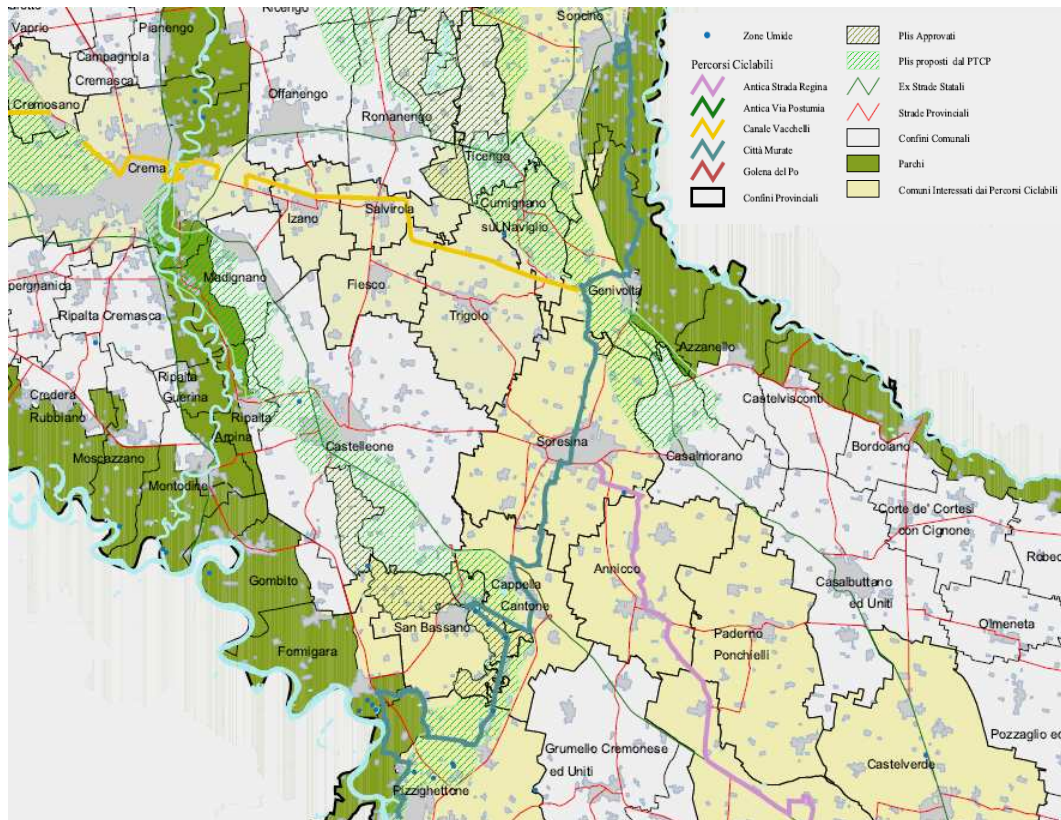 Vaprio
Pianengo
Ricengo
Soncino
Campagnola
Cremasca
Offanengo
Cremosano
Romanengo
Ticengo
Crema
Izano
Salvirola
Cumignano
sul Naviglio
Madignano
Fiesco
Genivolta
Ripalta Cremasca
Trigolo
Azzanello
Ripalta
Guerina
Castelvisconti
Credera
Rubbiano
Ripalta
Arpina
Castelleone
Soresina
Casalmorano
Bordolano
Moscazzano
Montodine
Corte de' Cortesi
con Cignone
Gombito
Cappella
Cantone
Annicco
Casalbuttano
ed Uniti
Olmeneta
San Bassano
Paderno
Ponchielli
Formigara
Grumello Cremonese
ed Uniti
Pozzaglio ed
Castelverde
Pizzighettone
Zone Umide
Percorsi Ciclabili
Antica Strada Regina
Antica Via Postumia
Canale Vacchelli
Città Murate
Golena del Po
Confini Provinciali
Plis Approvati
Plis proposti dal PTCP
Ex Strade Statali
Strade Provinciali
Confini Comunali
Parchi
Comuni Interessati dai Percorsi Ciclabili